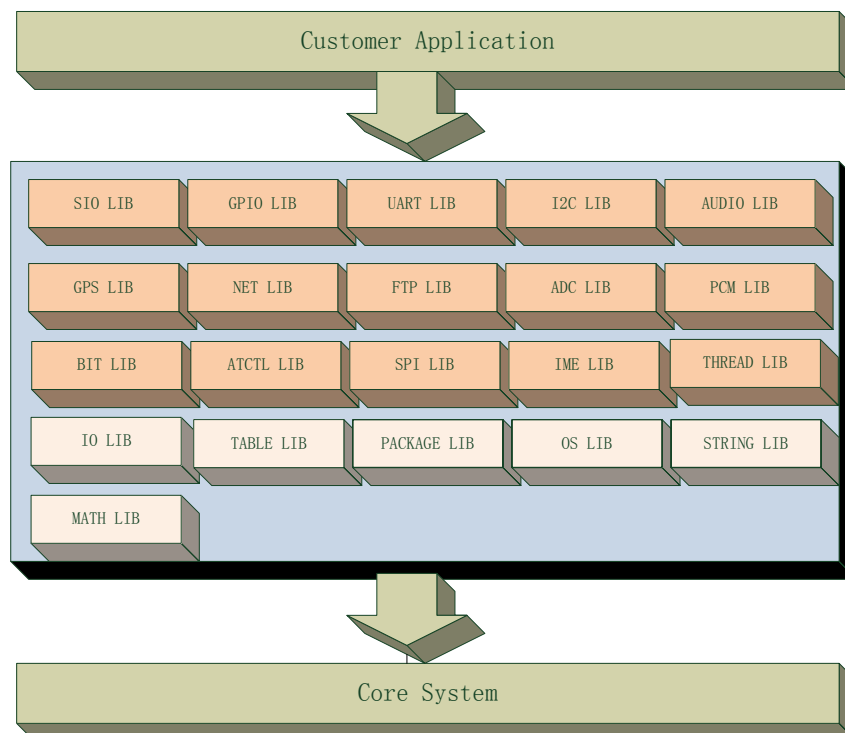 Customer Application
SIO LIB
GPIO LIB
UART LIB
I2C LIB
AUDIO LIB
GPS LIB
NET LIB
FTP LIB
ADC LIB
PCM LIB
BIT LIB
ATCTL LIB
SPI LIB
IME LIB
THREAD LIB
IO LIB
TABLE LIB
PACKAGE LIB
OS LIB
STRING LIB
MATH LIB
Core System